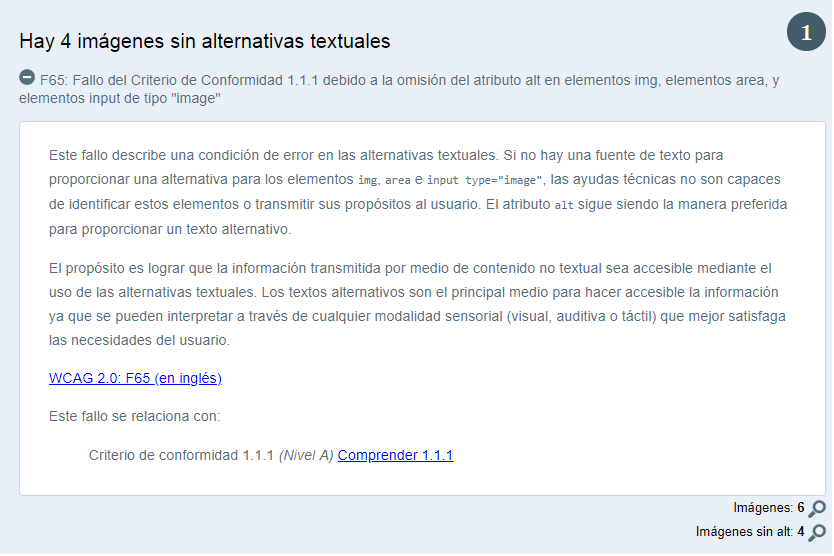 Hay 4 imágenes sin alternativas textuales
1
F65: Fallo del Criterio de Conformidad 1.1.1 debido a la omisión del atributo alt en elementos img, elementos area, y
elementos input de tipo "image"
Este fallo describe una condición de error en las alternativas textuales. Si no hay una fuente de texto para
proporcionar una alternativa para los elementos img, area e input type="image", las ayudas técnicas no son capaces
de identificar estos elementos o transmitir sus propósitos al usuario. El atributo alt sigue siendo la manera preferida
para proporcionar un texto alternativo.
El propósito es lograr que la información transmitida por medio de contenido no textual sea accesible mediante el
uso de las alternativas textuales. Los textos alternativos son el principal medio para hacer accesible la información
ya que se pueden interpretar a través de cualquier modalidad sensorial (visual, auditiva o táctil) que mejor satisfaga
las necesidades del usuario.
WCAG 2.0: F65 (en inglés)
Este fallo se relaciona con:
Criterio de conformidad 1.1.1 (Nivel A) Comprender 1.1.1
Imágenes: 6
Imágenes sin alt: 4